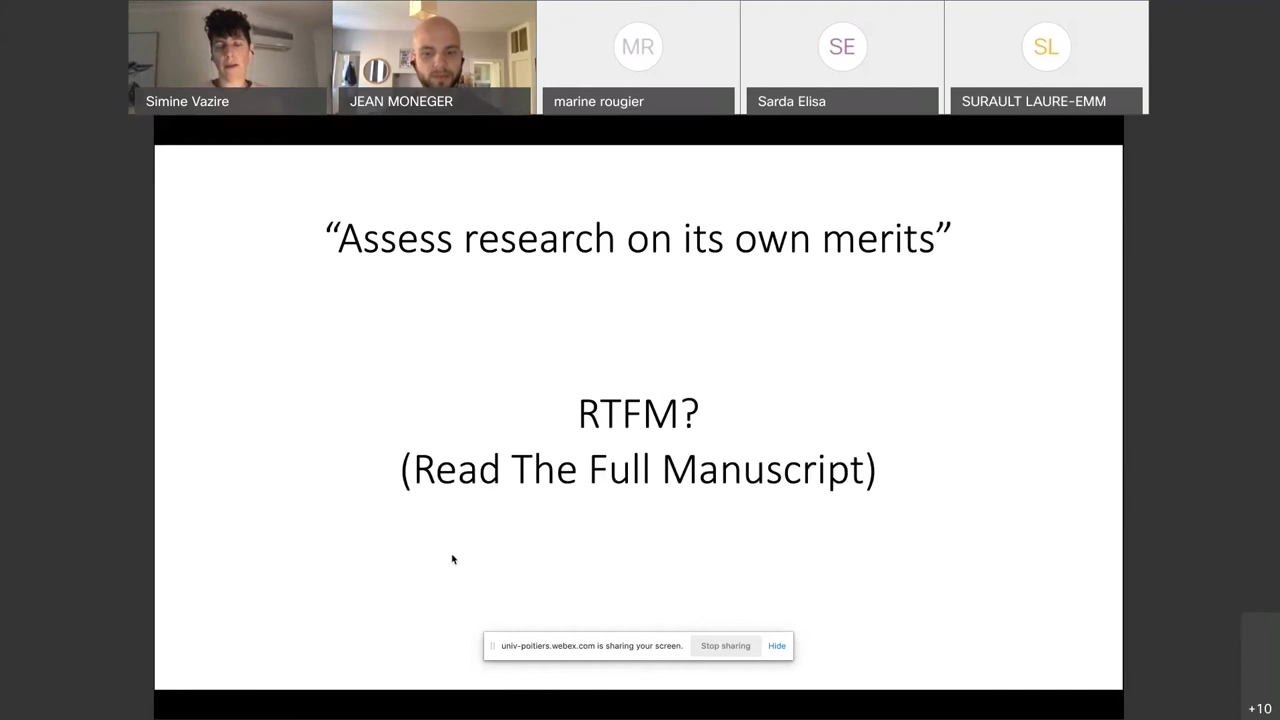 Simine Vazire
JEAN MONEGER
MR
marine rougier
SE
Sarda Elisa
SL
SURAULT LAURE-EMM
“Assess research on its own merits”
RTFM?
(Read The Full Manuscript)
univ-poitiers.webex.com is sharing your screen.
Stop sharing
Hide
+10